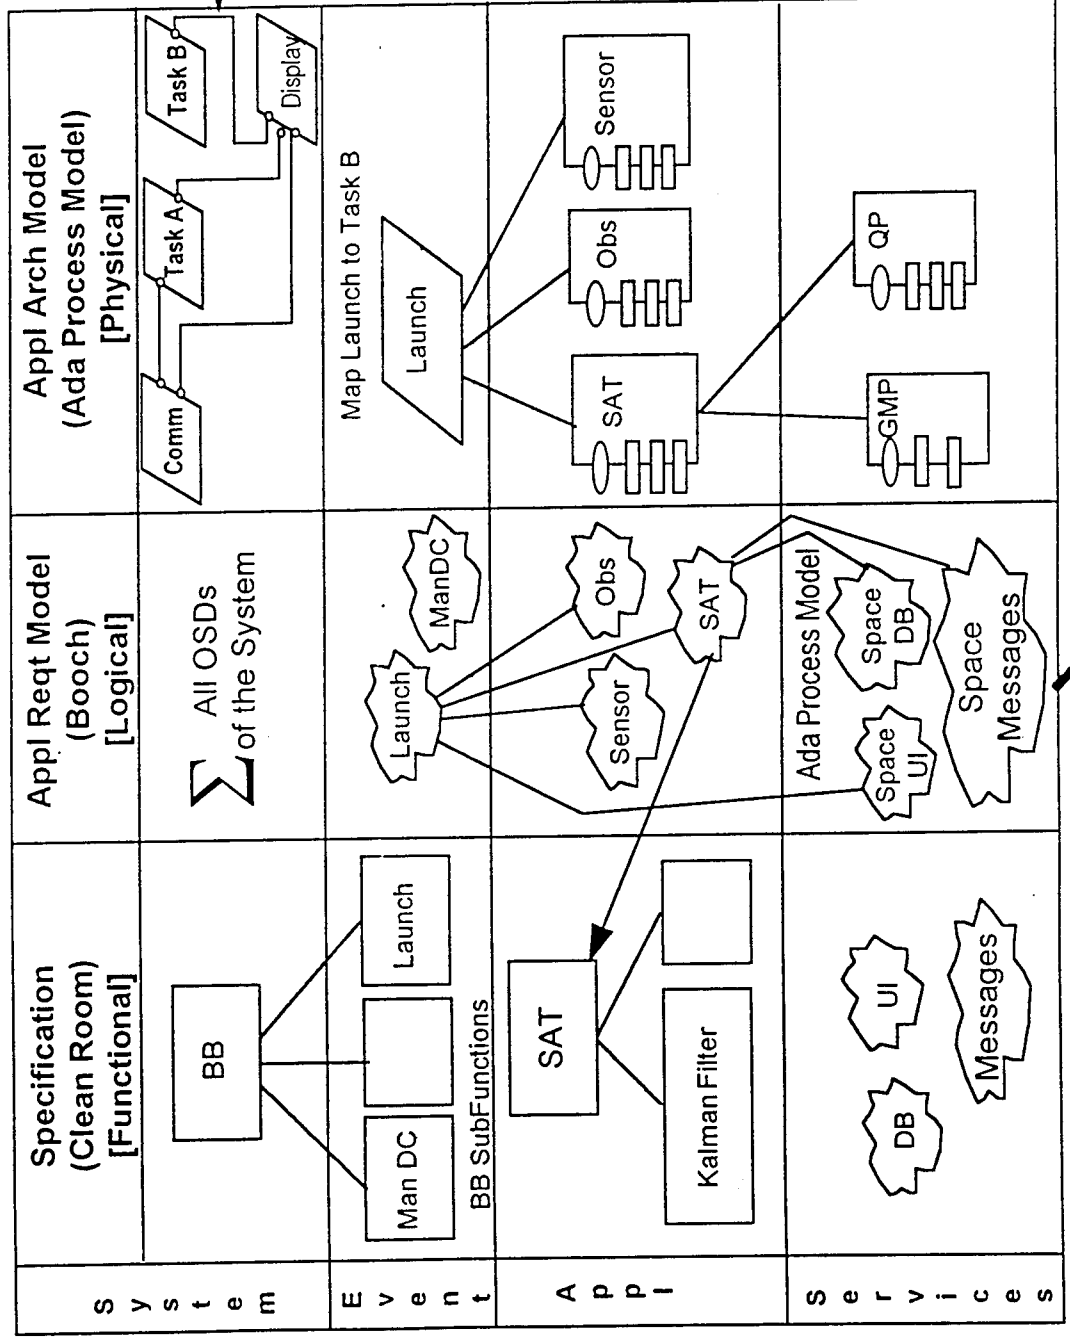 Specification
(Clean Room)
[Functional]
Appl Reqt Model
(Booch)
[Logical]
Appl Arch Model
(Ada Process Model)
[Physical]
System
BB
∑ All OSDs
of the System
Comm
Task A
Task B
Display
Event
Man DC
Launch
BB SubFunctions
Launch
ManDC
Map Launch to Task B
Launch
Appl
SAT
Kalman Filter
Sensor
Obs
SAT
SAT
Obs
Sensor
Services
DB
UI
Messages
Ada Process Model
Space
UI
Space
DB
Space
Messages
GMP
QP